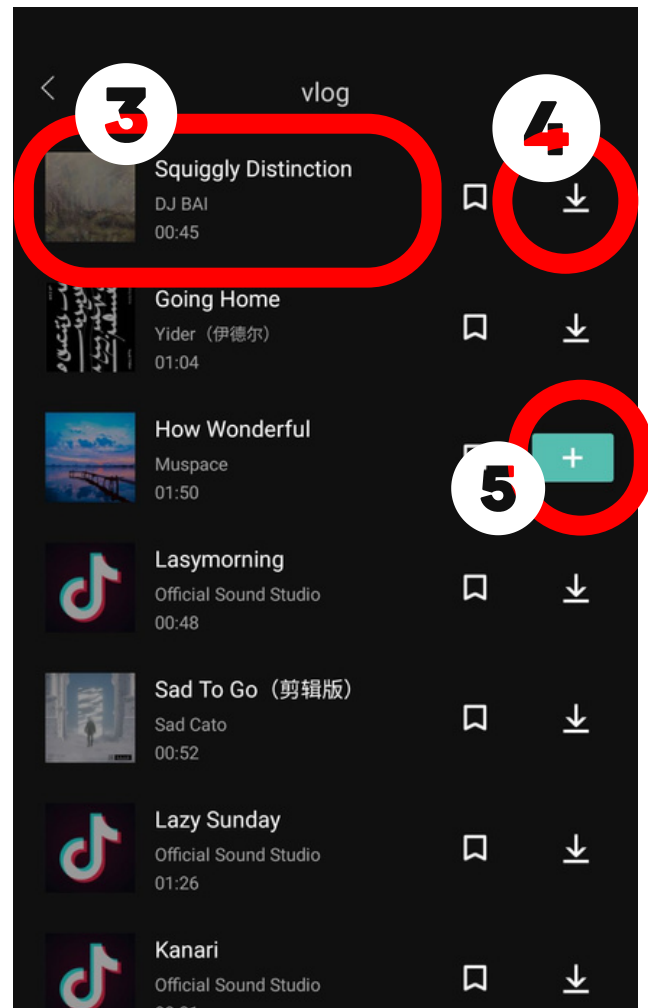 vlog
3
4
Squiggly Distinction
DJ BAI
00:45
Going Home
Yider（伊德尔）
01:04
How Wonderful
Muspace
01:50
+
5
Lasymorning
Official Sound Studio
00:48
Sad To Go（剪辑版）
Sad Cato
00:52
Lazy Sunday
Official Sound Studio
01:26
Kanari
Official Sound Studio